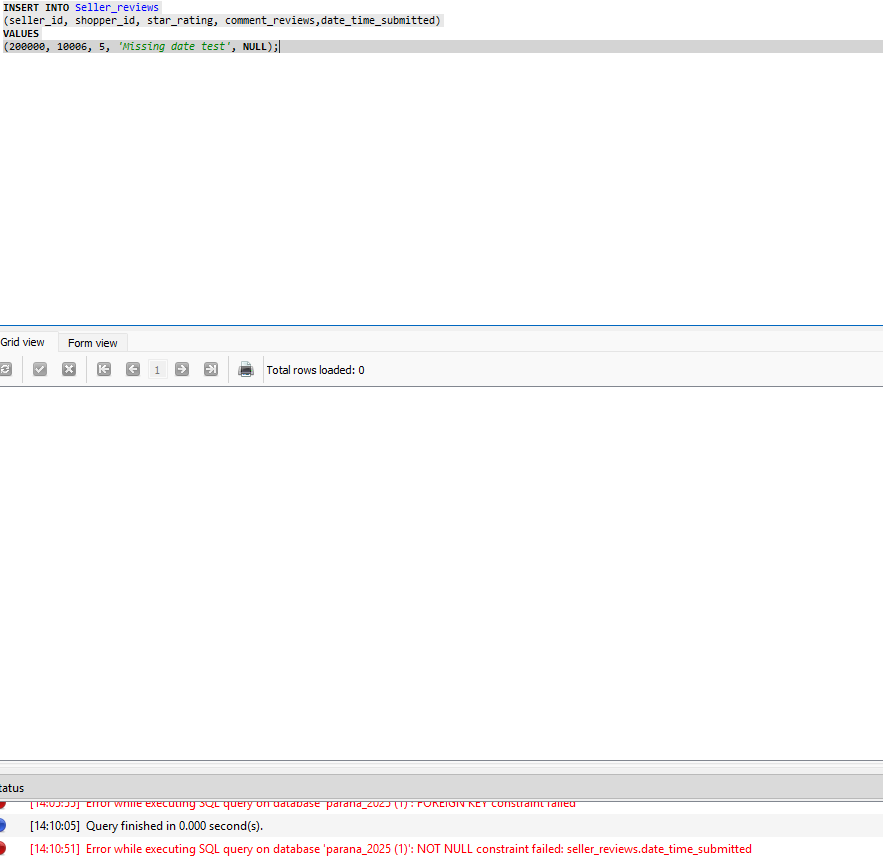 INSERT INTO Seller_reviews
(seller_id, shopper_id, star_rating, comment_reviews,date_time_submitted)
VALUES
(200000, 10006, 5, 'Missing date test', NULL);
Grid view Form view
1 Total rows loaded: 0
tatus
[14:05:55] Error while executing SQL query on database 'parana_2025 (1)': FOREIGN KEY constraint failed
[14:10:05] Query finished in 0.000 second(s).
[14:10:51] Error while executing SQL query on database 'parana_2025 (1)': NOT NULL constraint failed: seller_reviews.date_time_submitted